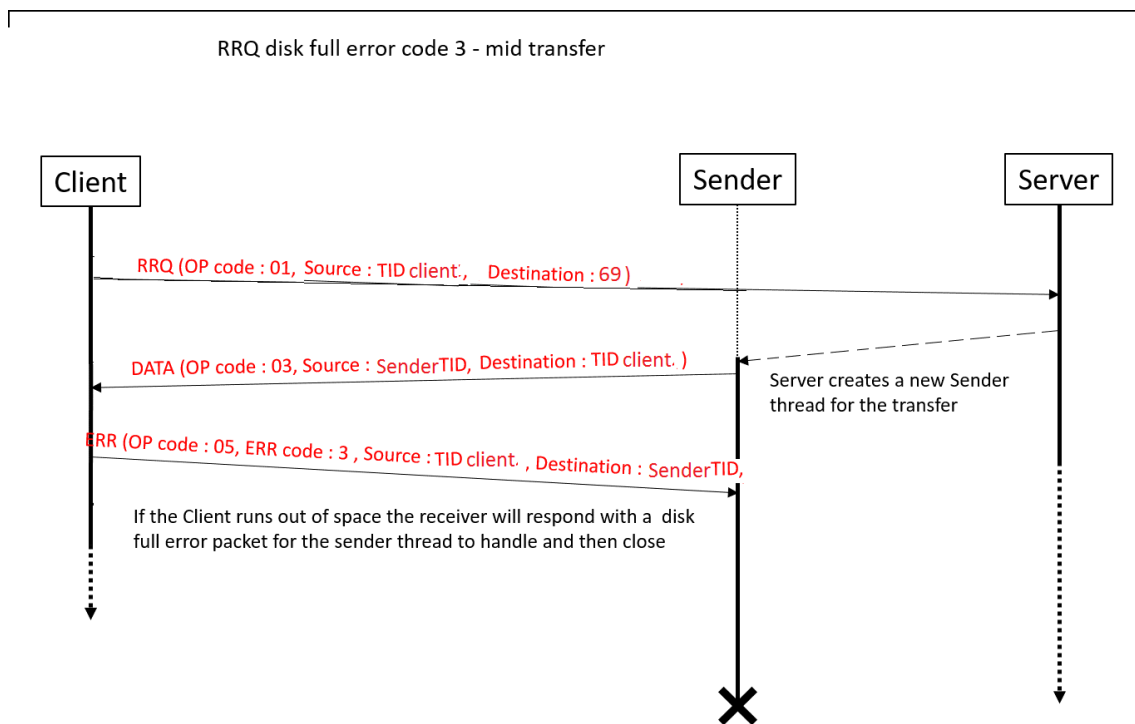 RRQ disk full error code 3 - mid transfer
Client
Sender
Server
RRQ (OP code : 01, Source : TID client:, Destination : 69)
DATA (OP code : 03, Source : SenderTID, Destination : TID client. )
Server creates a new Sender
thread for the transfer
ERR (OP code : 05, ERR code : 3 , Source : TID client. , Destination : SenderTID,
If the Client runs out of space the receiver will respond with a disk
full error packet for the sender thread to handle and then close